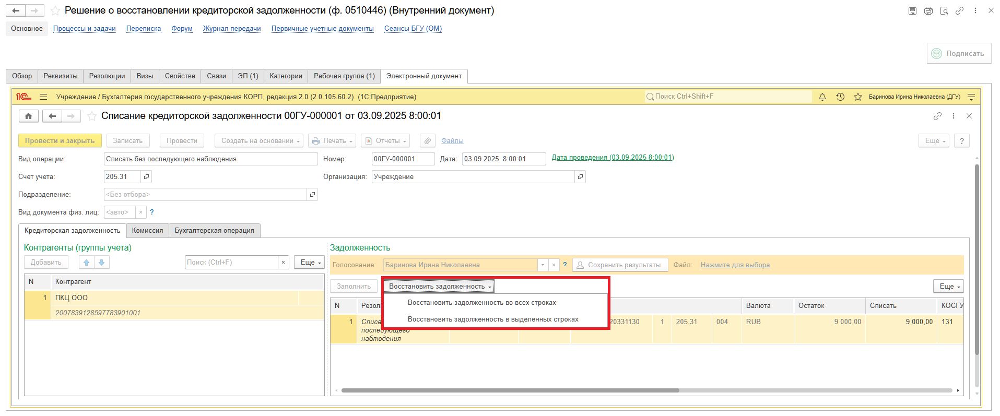 Решение о восстановлении кредиторской задолженности (ф. 0510446) (Внутренний документ)
Основное Процессы и задачи Переписка Форум Журнал передачи Первичные учетные документы Сеансы БГУ (ОМ)
Подписать
Обзор Реквизиты Резолюции Визы Свойства Связи ЭП (1) Категории Рабочая группа (1) Электронный документ
1С Учреждение / Бухгалтерия государственного учреждения КОРП, редакция 2.0 (2.0.105.60.2) (1С:Предприятие) Поиск Ctrl+Shift+F Баринова Ирина Николаевна (ДГУ)
Списание кредиторской задолженности 00ГУ-000001 от 03.09.2025 8:00:01
Провести и закрыть Записать Провести Создать на основании Печать Отчеты Файлы Еще ?
Вид операции: Списать без последующего наблюдения Номер: 00ГУ-000001 Дата: 03.09.2025 8:00:01 Дата проведения (03.09.2025 8:00:01)
Счет учета: 205.31 Организация: Учреждение
Подразделение: <Без отбора>
Вид документа физ. лиц: <авто> × ?
Кредиторская задолженность Комиссия Бухгалтерская операция
Контрагенты (группы учета) Задолженность
Добавить Поиск (Ctrl+F) × Еще
Голосование: Баринова Ирина Николаевна × ? Сохранить результаты Файл: Нажмите для выбора
Заполнить Восстановить задолженность Еще
Восстановить задолженность во всех строках
Восстановить задолженность в выделенных строках
N Контрагент
1 ПКЦ ООО
2007839128597783901001
N Валюта Остаток Списать КОСГУ
1 20331130 1 205.31 004 RUB 9 000,00 9 000,00 131
последующего
наблюдения